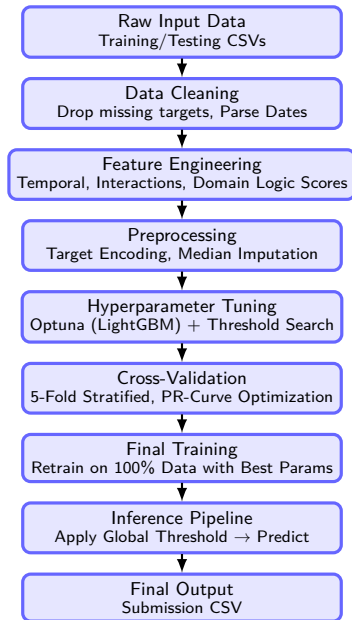 Raw Input Data
Training/Testing CSVs
Data Cleaning
Drop missing targets, Parse Dates
Feature Engineering
Temporal, Interactions, Domain Logic Scores
Preprocessing
Target Encoding, Median Imputation
Hyperparameter Tuning
Optuna (LightGBM) + Threshold Search
Cross-Validation
5-Fold Stratified, PR-Curve Optimization
Final Training
Retrain on 100% Data with Best Params
Inference Pipeline
Apply Global Threshold → Predict
Final Output
Submission CSV